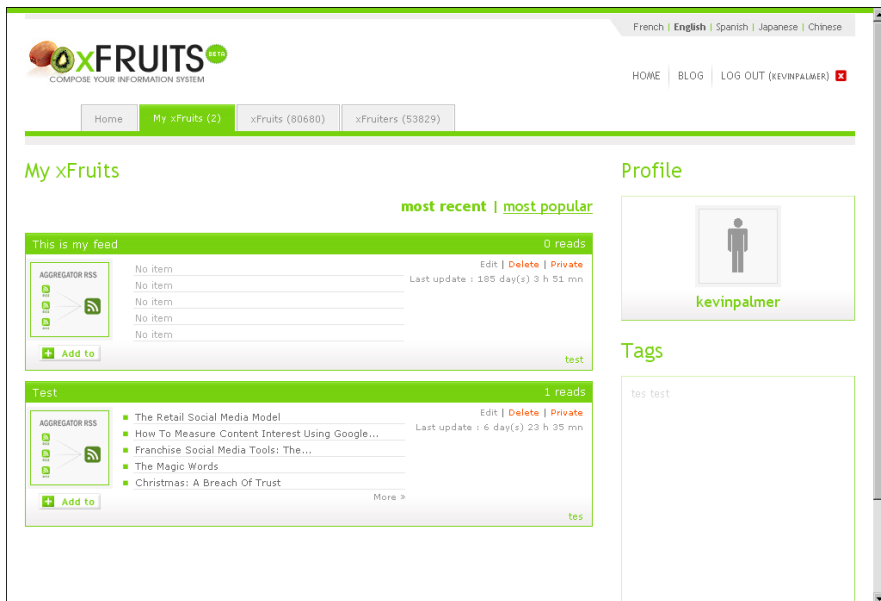 French | English | Spanish | Japanese | Chinese
xFRUITS BETA
COMPOSE YOUR INFORMATION SYSTEM
HOME BLOG LOG OUT (KEVINPALMER) X
Home My xFruits (2) xFruits (80680) xFruiters (53829)
My xFruits
most recent | most popular
This is my feed 0 reads
AGGREGATOR RSS
No item
No item
No item
No item
No item
Edit | Delete | Private
Last update : 185 day(s) 3 h 51 mn
+ Add to
test
Test 1 reads
AGGREGATOR RSS
The Retail Social Media Model
How To Measure Content Interest Using Google...
Franchise Social Media Tools: The...
The Magic Words
Christmas: A Breach Of Trust
More »
Edit | Delete | Private
Last update : 6 day(s) 23 h 35 mn
+ Add to
tes
Profile
kevinpalmer
Tags
tes test